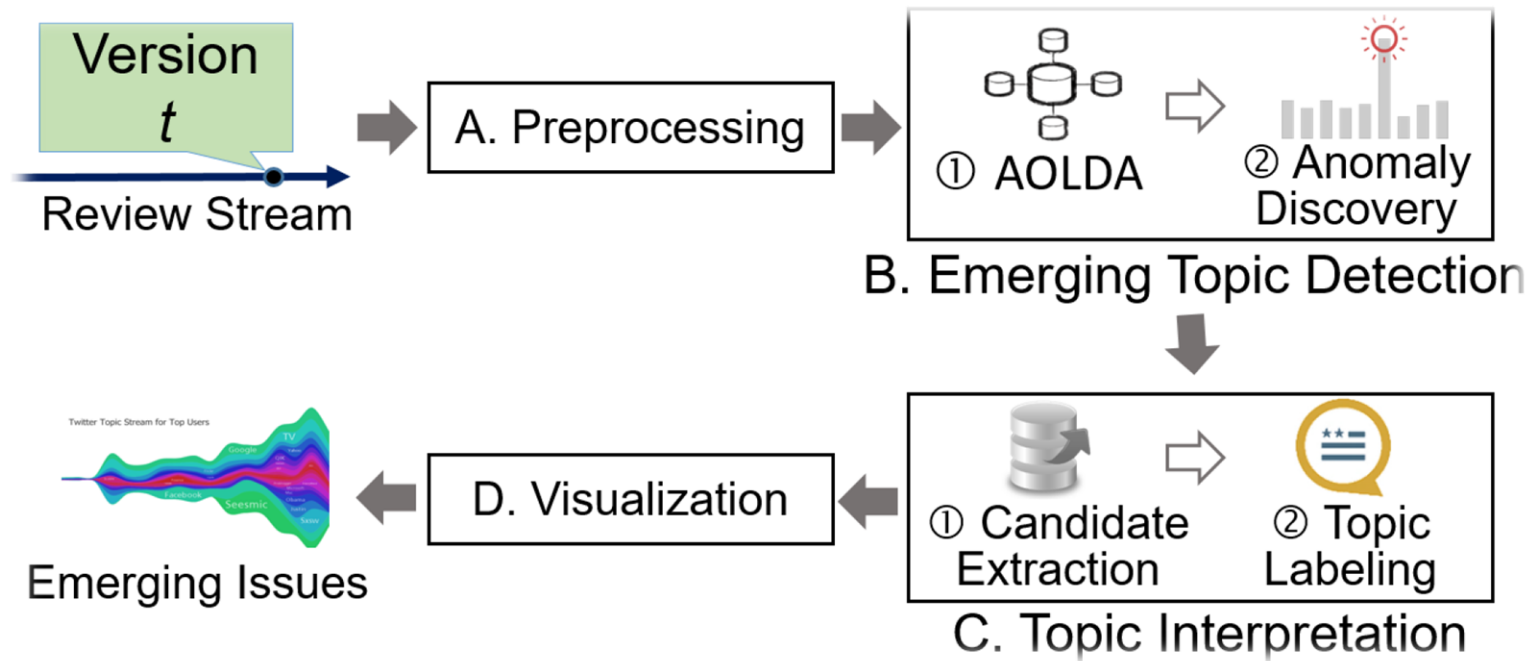 Version
t
Review Stream
A. Preprocessing
① AOLDA
② Anomaly
Discovery
B. Emerging Topic Detection
① Candidate
Extraction
② Topic
Labeling
C. Topic Interpretation
D. Visualization
Twitter Topic Stream for Top Users
TV
Google
Facebook
Seesmic
Emerging Issues